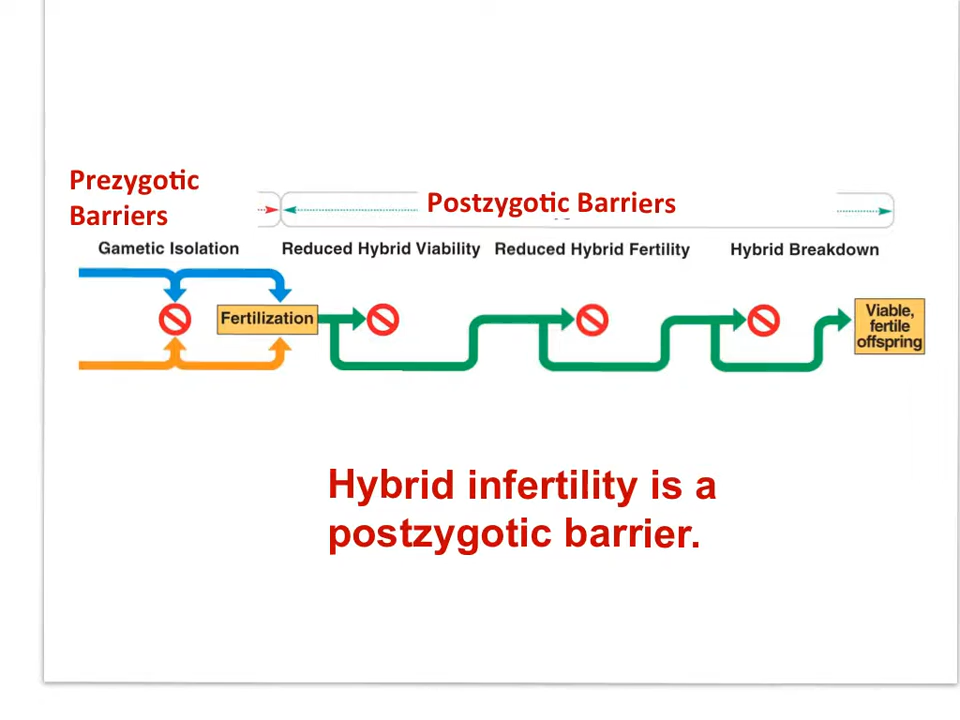 Prezygotic
Barriers
Postzygotic Barriers
Gametic Isolation
Reduced Hybrid Viability
Reduced Hybrid Fertility
Hybrid Breakdown
Fertilization
Viable,
fertile
offspring
Hybrid infertility is a
postzygotic barrier.